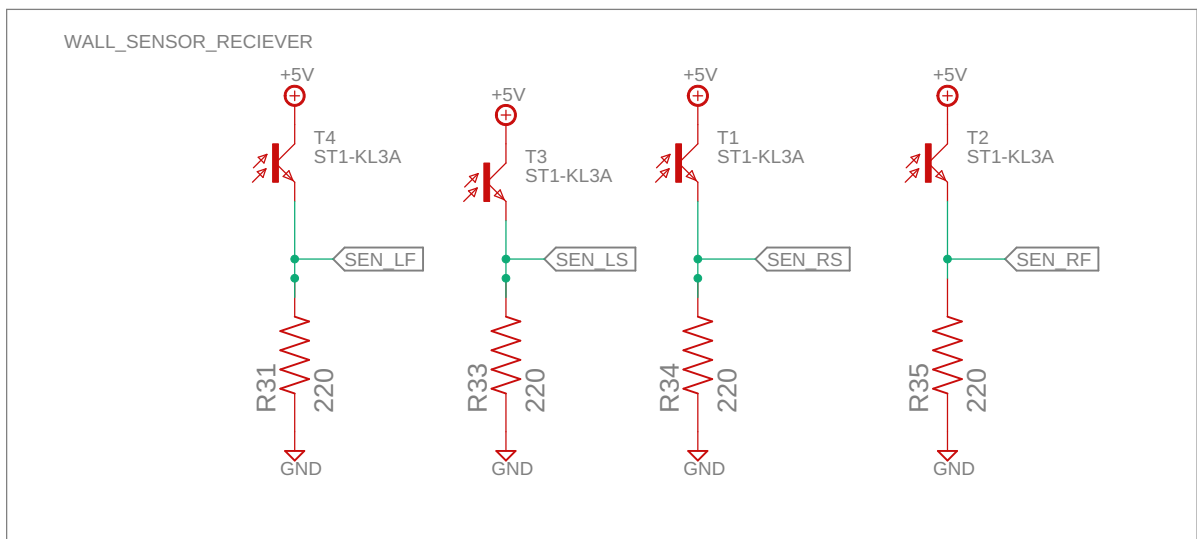 WALL_SENSOR_RECIEVER
+5V
T4
ST1-KL3A
SEN_LF
R31
220
GND
+5V
T3
ST1-KL3A
SEN_LS
R33
220
GND
+5V
T1
ST1-KL3A
SEN_RS
R34
220
GND
+5V
T2
ST1-KL3A
SEN_RF
R35
220
GND